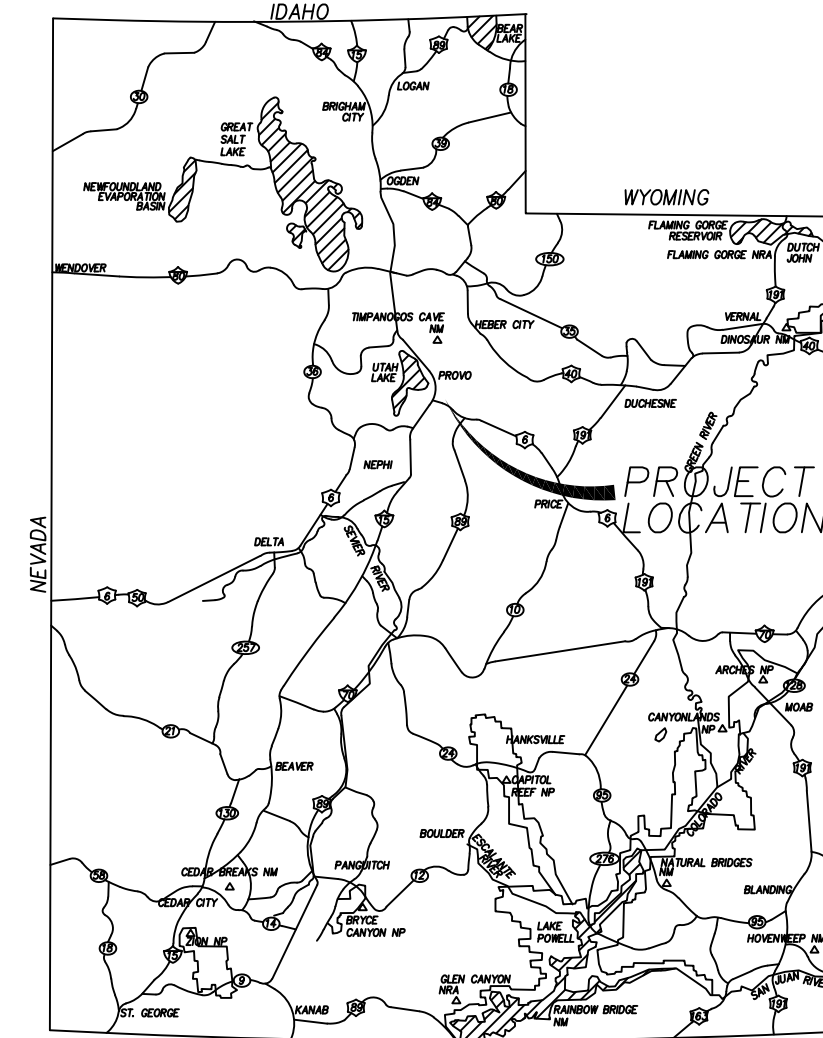 IDAHO
BEAR
LAKE
84
15
89
LOGAN
30
18
BRIGHAM
CITY
GREAT
SALT
LAKE
39
OGDEN
NEWFOUNDLAND
EVAPORATION
BASIN
84
80
WYOMING
FLAMING GORGE
RESERVOIR
FLAMING GORGE NRA
DUTCH
JOHN
WENDOVER
80
150
191
TIMPANOGOS CAVE
NM
HEBER CITY
35
VERNAL
DINOSAUR NM
40
36
UTAH
LAKE
PROVO
40
DUCHESNE
GREEN RIVER
6
191
NEPHI
PROJECT
LOCATION
PRICE
6
6
15
89
SEVIER
RIVER
DELTA
NEVADA
191
6
50
10
257
70
70
ARCHES NP
24
128
MOAB
CANYONLANDS
NP
21
24
HANKSVILLE
RIVER
COLORADO
191
BEAVER
CAPITOL
REEF NP
95
130
89
BOULDER
ESCALANTE
RIVER
276
NATURAL BRIDGES
NM
PANGUITCH
58
CEDAR BREAKS NM
12
BLANDING
CEDAR CITY
14
BRYCE
CANYON NP
95
18
ZION NP
15
LAKE
POWELL
HOVENWEEP NM
9
GLEN CANYON
NRA
SAN JUAN RIVE
ST. GEORGE
KANAB
89
RAINBOW BRIDGE
NM
163
191